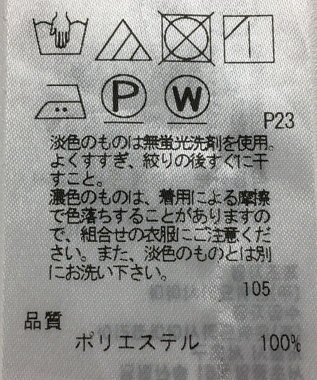 P W
P23
淡色のものは無蛍光洗剤を使用。
よくすすぎ、絞りの後すぐに干
すこと。
濃色のものは、着用による摩擦
で色落ちすることがありますの
で、組合せの衣服にご注意くだ
さい。また、淡色のものとは別
にお洗い下さい。
105
品質
ポリエステル 100%